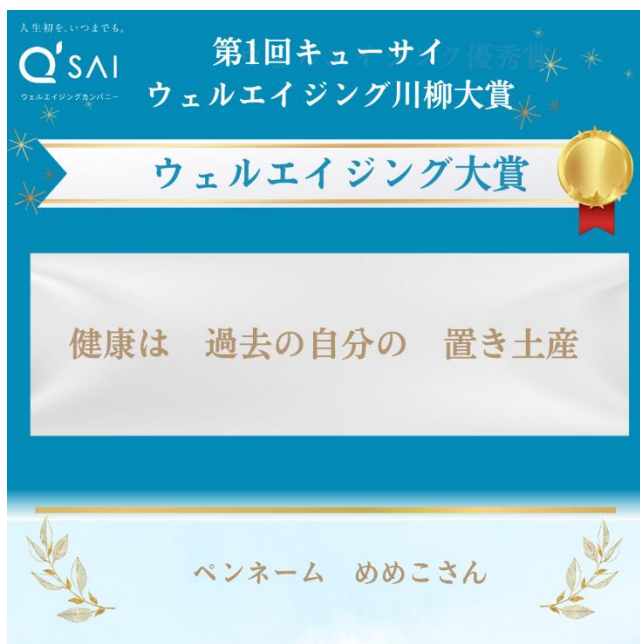 人生初を、いつまでも。
Q'SAI
ウェルエイジングカンパニー
第1回キューサイ
ウェルエイジング川柳大賞
ウェルエイジング大賞
健康は　過去の自分の　置き土産
ペンネーム　めめこさん